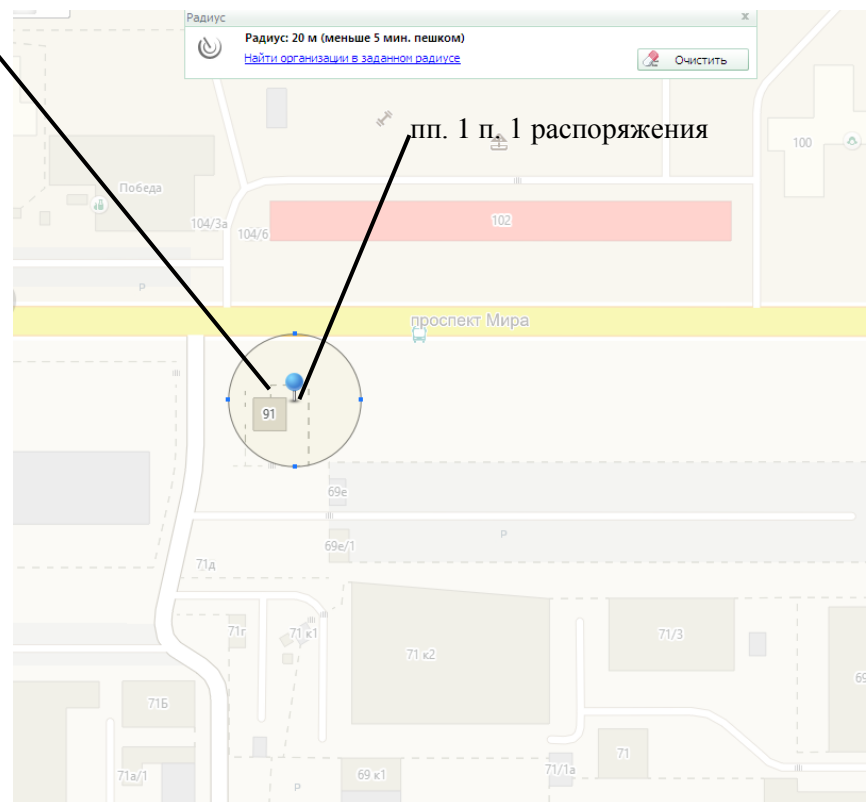 Радиус
x
Радиус: 20 м (меньше 5 мин. пешком)
Найти организации в заданном радиусе
Очистить
пп. 1 п. 1 распоряжения
100
Победа
104/3а
104/6
102
P
проспект Мира
91
69е
69е/1
P
71д
71г
71 к1
71 к2
71/3
69
71Б
71
71а/1
69 к1
71/1а
P